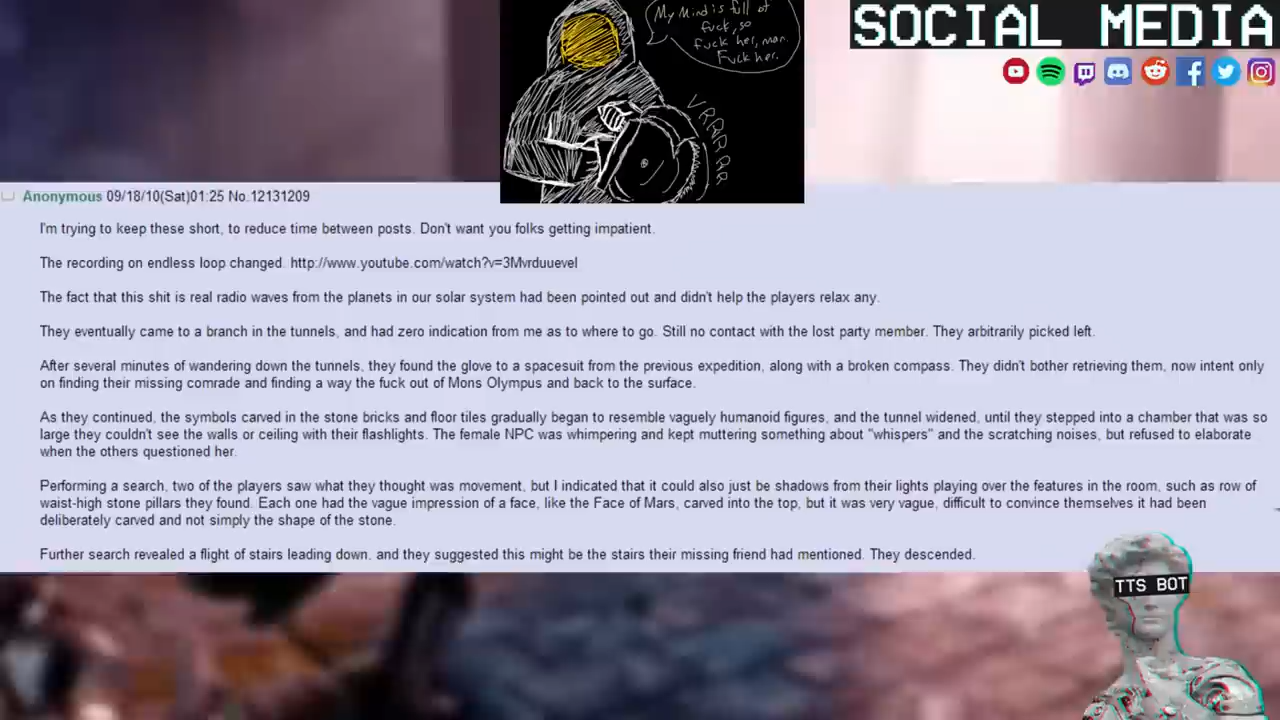 My Mind is full of
fuck, so
fuck her, man.
Fuck her.
SOCIAL MEDIA
VRRRRRR
Anonymous 09/18/10(Sat)01:25 No.12131209
I'm trying to keep these short, to reduce time between posts. Don't want you folks getting impatient.
The recording on endless loop changed. http://www.youtube.com/watch?v=3MvrduueveI
The fact that this shit is real radio waves from the planets in our solar system had been pointed out and didn't help the players relax any.
They eventually came to a branch in the tunnels, and had zero indication from me as to where to go. Still no contact with the lost party member. They arbitrarily picked left.
After several minutes of wandering down the tunnels, they found the glove to a spacesuit from the previous expedition, along with a broken compass. They didn't bother retrieving them, now intent only
on finding their missing comrade and finding a way the fuck out of Mons Olympus and back to the surface.
As they continued, the symbols carved in the stone bricks and floor tiles gradually began to resemble vaguely humanoid figures, and the tunnel widened, until they stepped into a chamber that was so
large they couldn't see the walls or ceiling with their flashlights. The female NPC was whimpering and kept muttering something about "whispers" and the scratching noises, but refused to elaborate
when the others questioned her.
Performing a search, two of the players saw what they thought was movement, but I indicated that it could also just be shadows from their lights playing over the features in the room, such as row of
waist-high stone pillars they found. Each one had the vague impression of a face, like the Face of Mars, carved into the top, but it was very vague, difficult to convince themselves it had been
deliberately carved and not simply the shape of the stone.
Further search revealed a flight of stairs leading down, and they suggested this might be the stairs their missing friend had mentioned. They descended.
TTS BOT